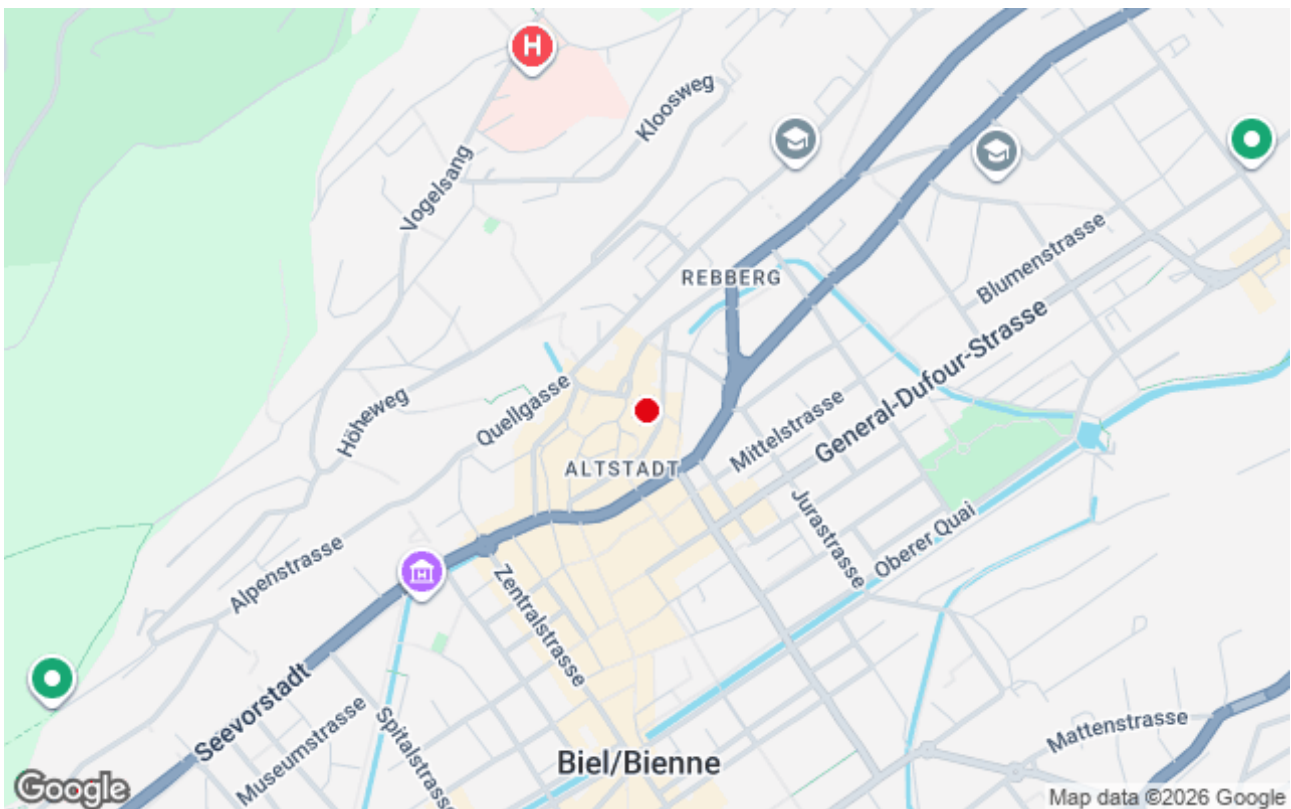 H
Kloosweg
Vogelsang
REBBERG
Blumenstrasse
General-Dufour-Strasse
Höheweg
Quellgasse
Mittelstrasse
ALTSTADT
Jurastrasse
Oberer Quai
Alpenstrasse
Zentralstrasse
Seevorstadt
Museumstrasse
Spitalstrasse
Mattenstrasse
Biel/Bienne
Google
Map data ©2026 Google